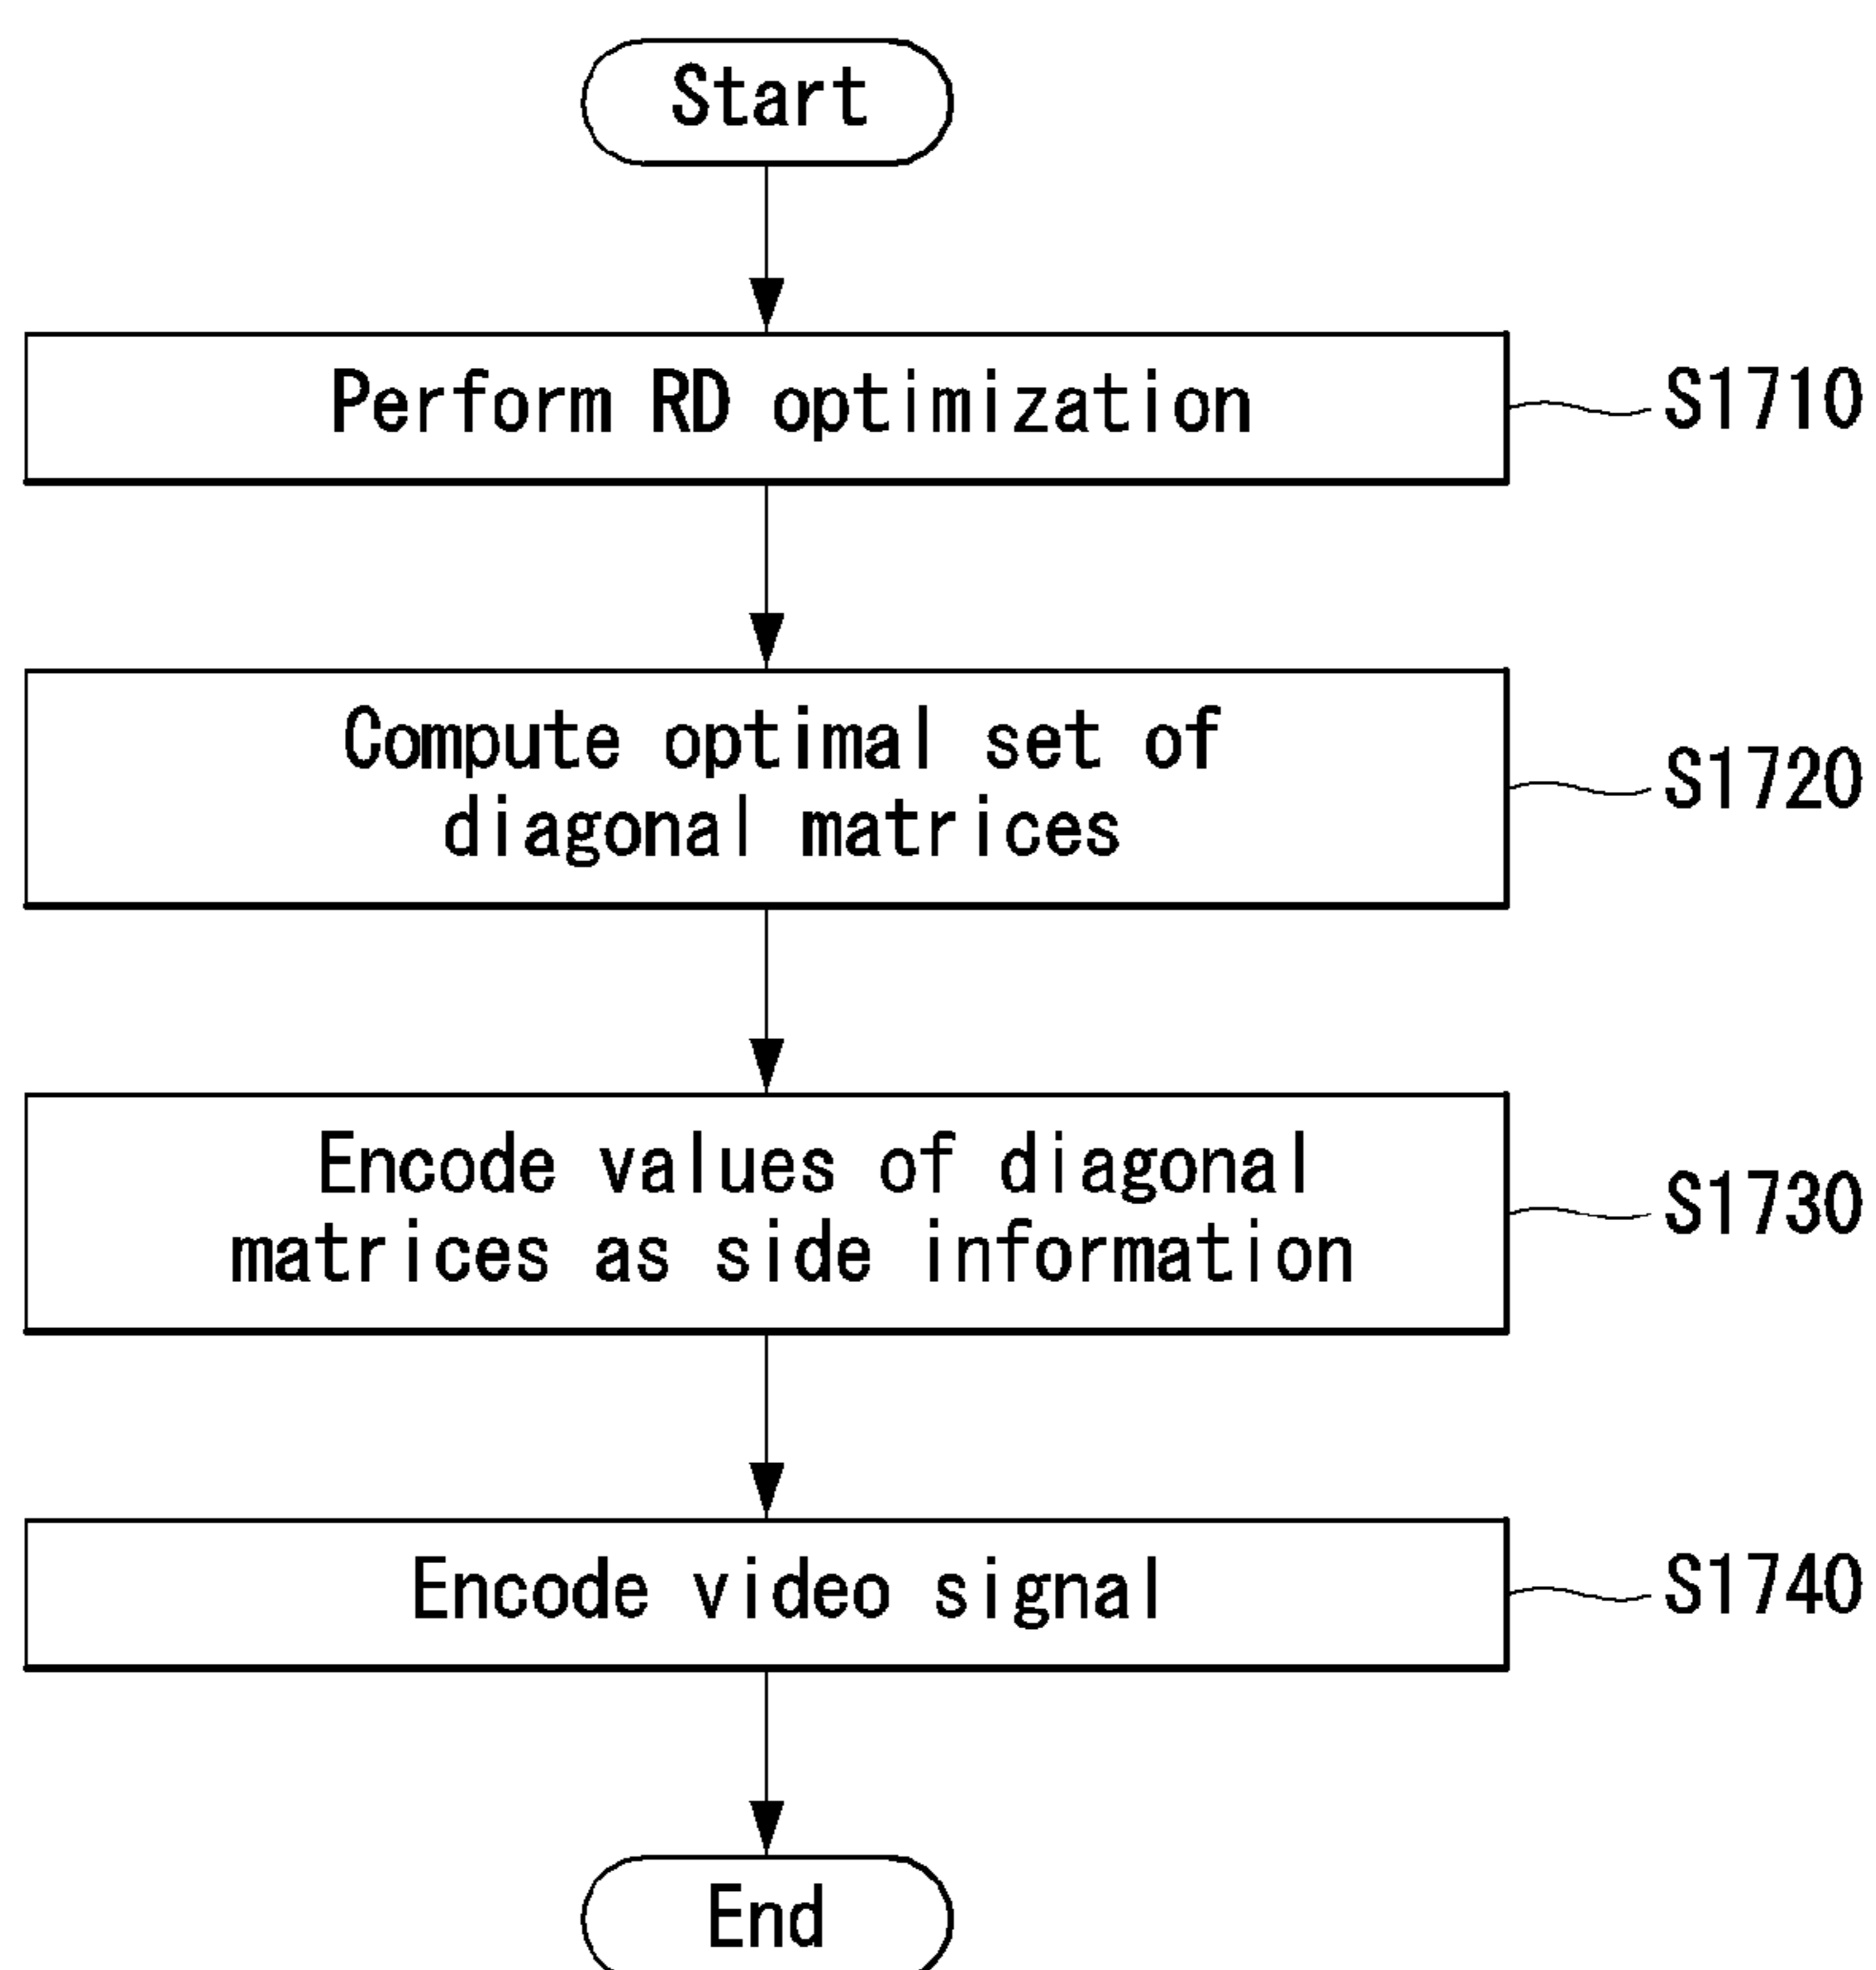 Start
Perform RD optimization
S1710
Compute optimal set of
diagonal matrices
S1720
Encode values of diagonal
matrices as side information
S1730
Encode video signal
S1740
End